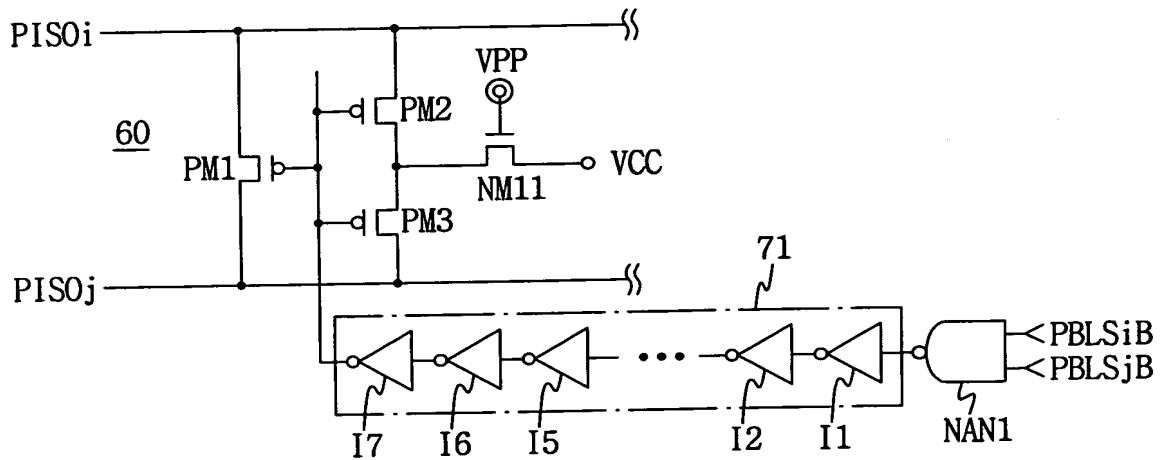 PISOi
VPP
60
PM2
PM1
VCC
NM11
PM3
71
PISOj
PBLSiB
PBLSjB
I7
I6
I5
I2
I1
NAN1